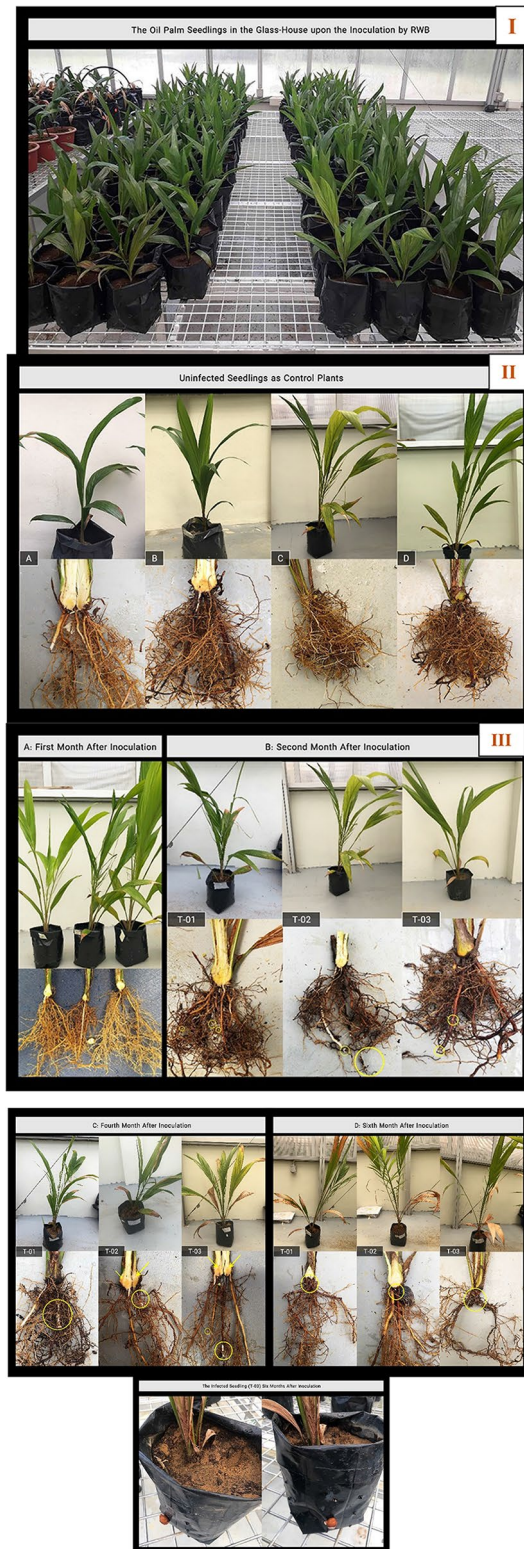 The Oil Palm Seedlings in the Glass-House upon the Inoculation by RWB
I
Uninfected Seedlings as Control Plants
II
A
B
C
D
III
A: First Month After Inoculation
B: Second Month After Inoculation
T-01
T-02
T-03
C: Fourth Month After Inoculation
D: Sixth Month After Inoculation
T-01
T-02
T-03
T-01
T-02
T-03
The Infected Seedling (T-03) Six Months After Inoculation